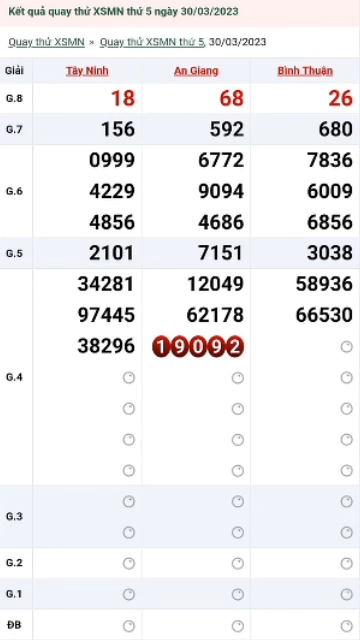 Kết quả quay thử XSMN thứ 5 ngày 30/03/2023
Quay thử XSMN » Quay thử XSMN thứ 5, 30/03/2023
Giải Tây Ninh An Giang Bình Thuận
G.8 18 68 26
G.7 156 592 680
0999 6772 7836
G.6 4229 9094 6009
4856 4686 6856
G.5 2101 7151 3038
34281 12049 58936
97445 62178 66530
38296 19092
G.4
G.3
G.2
G.1
ĐB